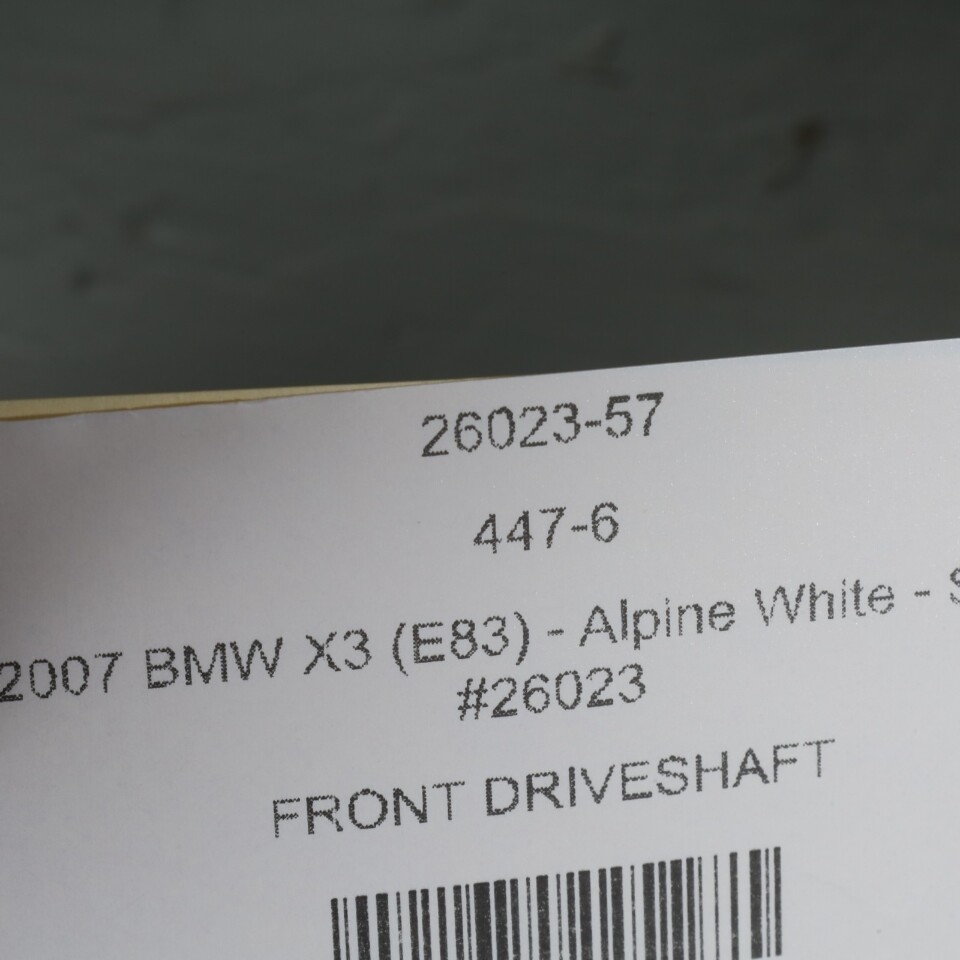 26023-57
447-6
2007 BMW X3 (E83) - Alpine White -
#26023
FRONT DRIVESHAFT